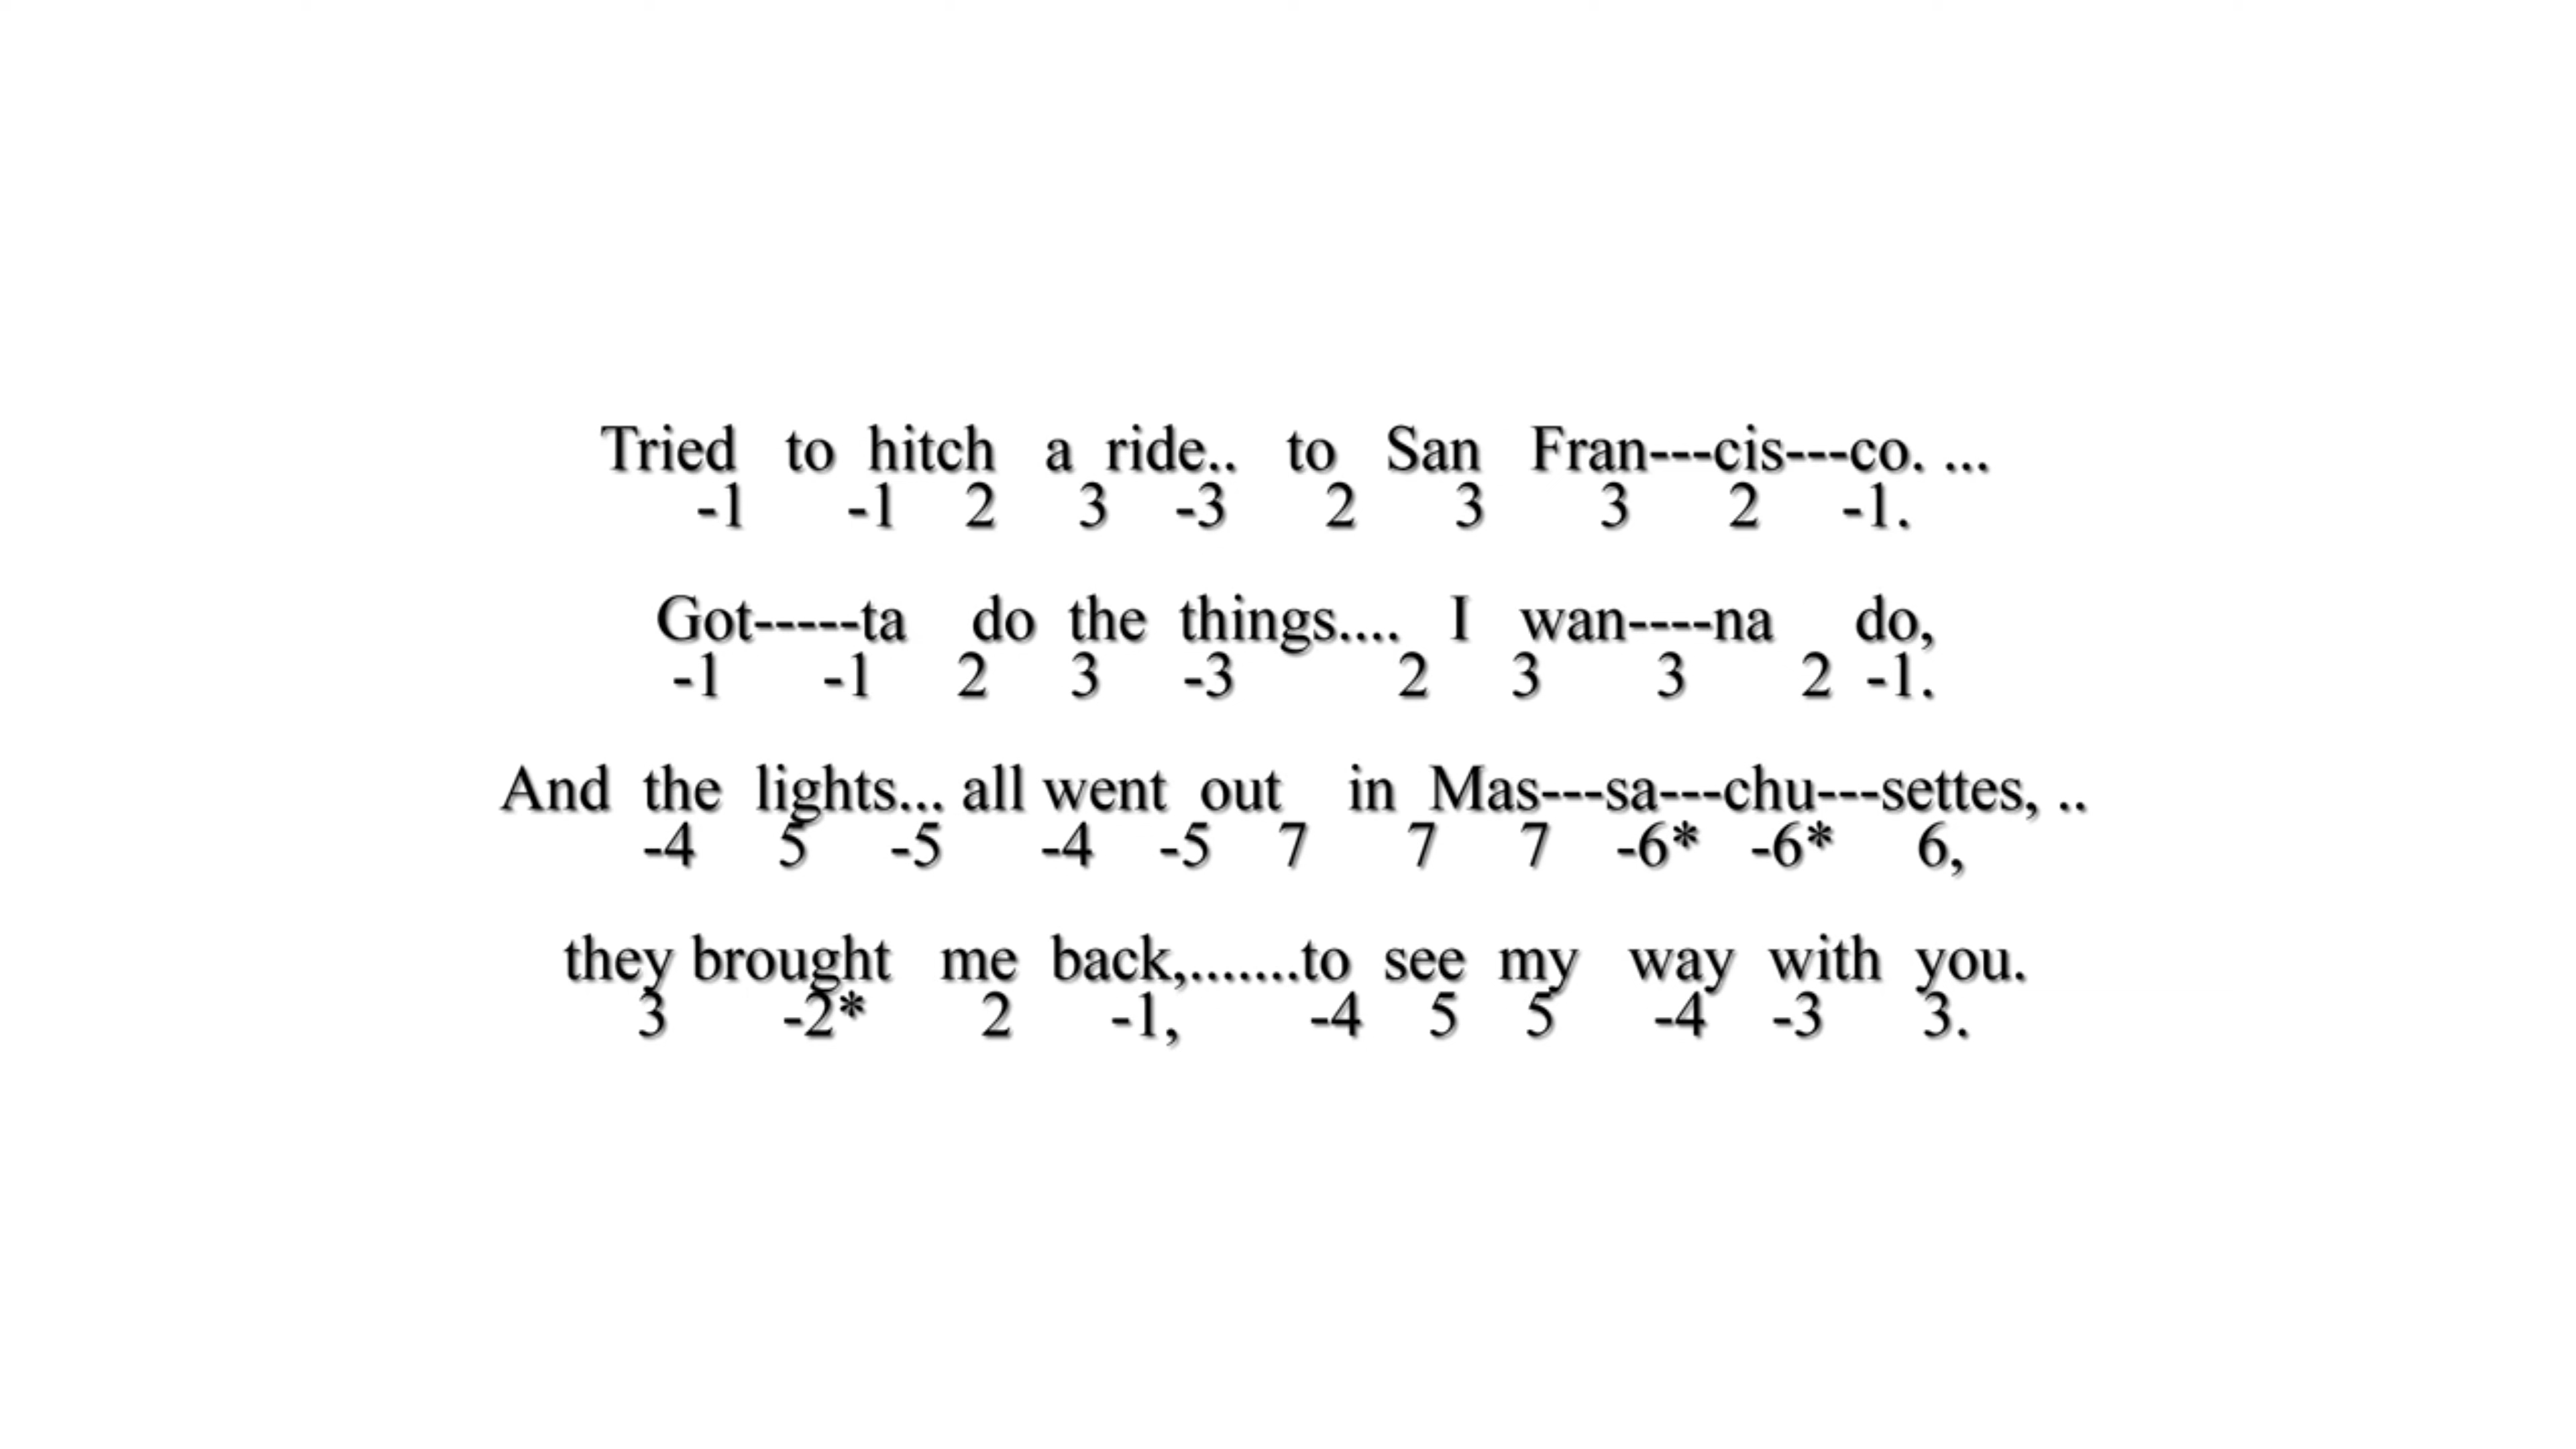 Tried to hitch a ride.. to San Fran---cis---co. ...
-1 -1 2 3 -3 2 3 3 2 -1.
Got-----ta do the things.... I wan----na do,
-1 -1 2 3 -3 2 3 3 2 -1.
And the lights... all went out in Mas---sa---chu---settes, ..
-4 5 -5 -4 -5 7 7 7 -6* -6* 6,
they brought me back,.......to see my way with you.
3 -2* 2 -1, -4 5 5 -4 -3 3.